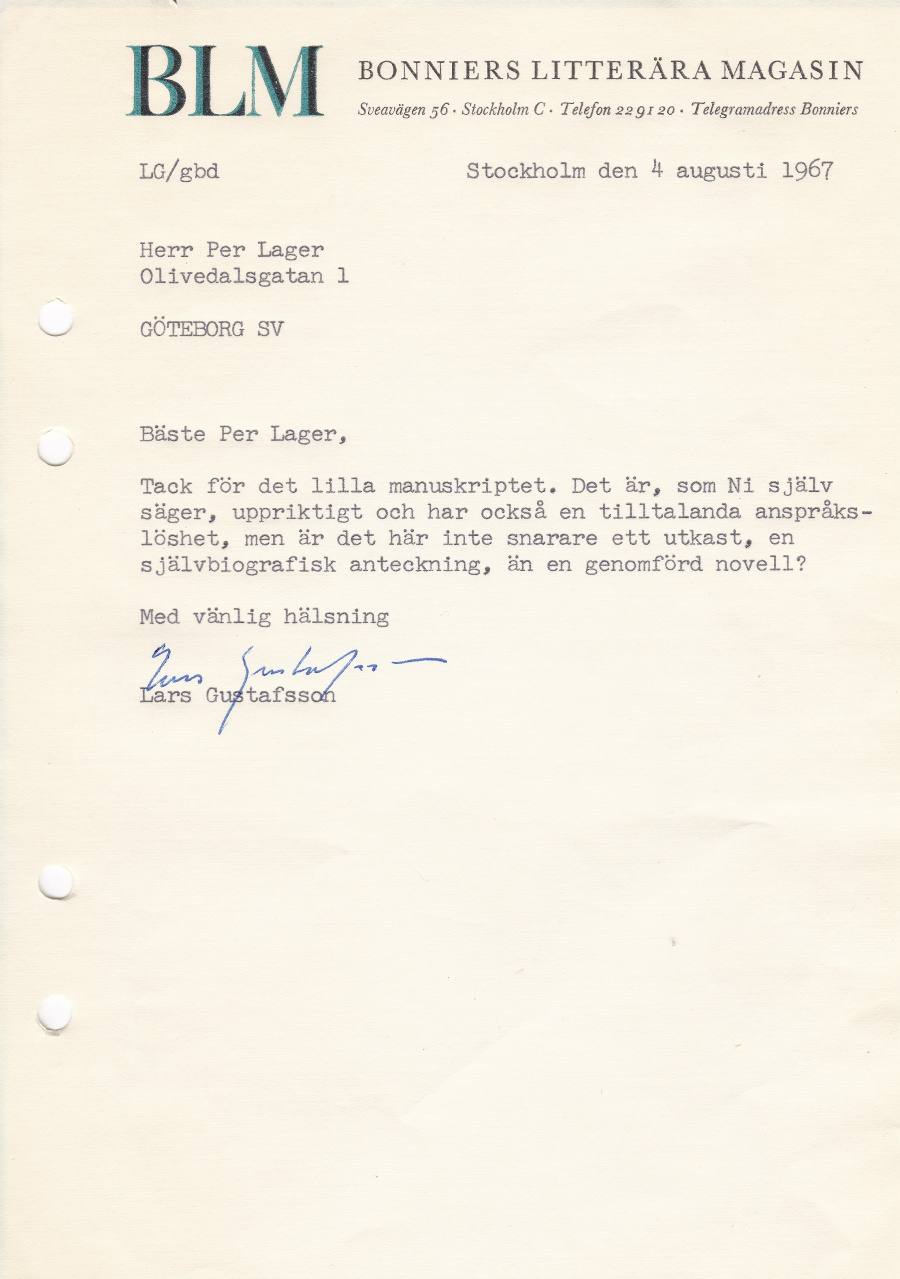 BLM
BONNIERS LITTERÄRA MAGASIN
Sveavägen 56 · Stockholm C · Telefon 22 91 20 · Telegramadress Bonniers
LG/gbd
Stockholm den 4 augusti 1967
Herr Per Lager
Olivedalsgatan 1
GÖTEBORG SV
Bäste Per Lager,
Tack för det lilla manuskriptet. Det är, som Ni själv
säger, uppriktigt och har också en tilltalanda anspråks-
löshet, men är det här inte snarare ett utkast, en
självbiografisk anteckning, än en genomförd novell?
Med vänlig hälsning
Lars Gustafsson
Lars Gustafsson